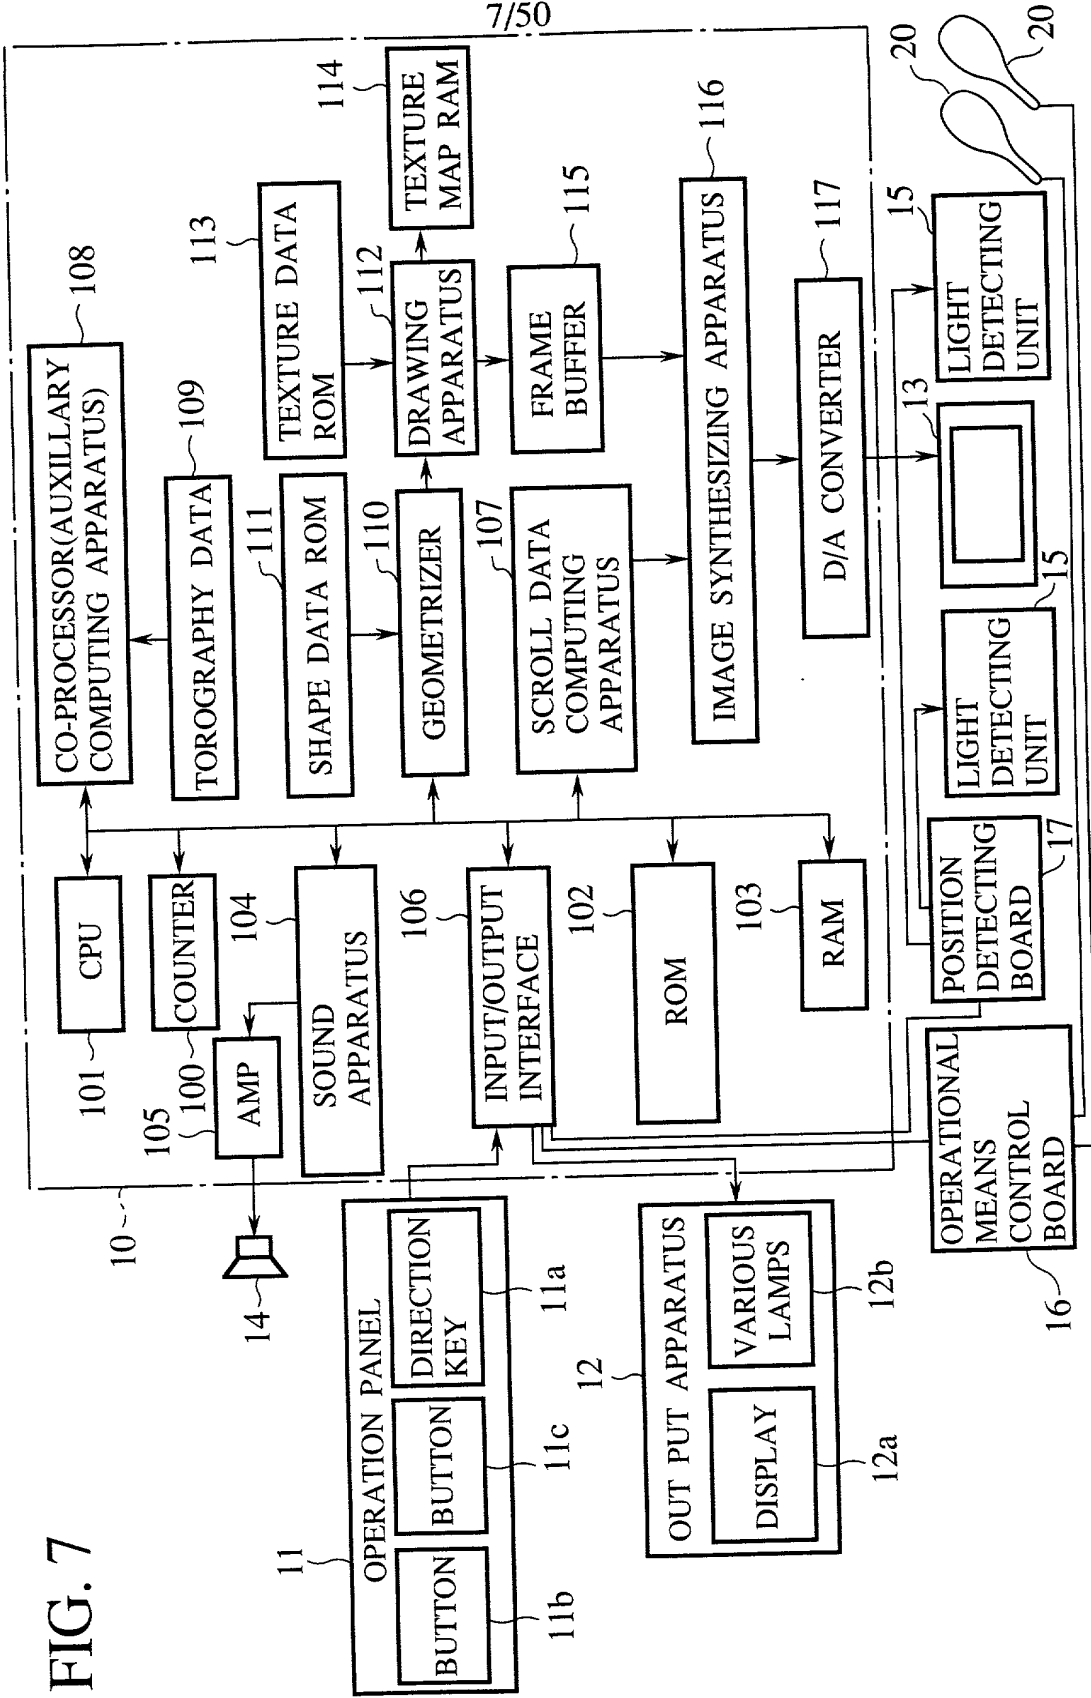 7/50
FIG. 7
10
CPU
101
COUNTER
100
AMP
105
14
SOUND
APPARATUS
104
INPUT/OUTPUT
INTERFACE
106
ROM
102
RAM
103
CO-PROCESSOR(AUXILLARY
COMPUTING APPARATUS)
108
TOROGRAPHY DATA
109
SHAPE DATA ROM
111
GEOMETRIZER
110
SCROLL DATA
COMPUTING
APPARATUS
107
TEXTURE DATA
ROM
113
DRAWING
APPARATUS
112
TEXTURE
MAP RAM
114
FRAME
BUFFER
115
IMAGE SYNTHESIZING APPARATUS
116
D/A CONVERTER
117
11
OPERATION PANEL
BUTTON
11b
BUTTON
11c
DIRECTION
KEY
11a
12
OUT PUT APPARATUS
DISPLAY
12a
VARIOUS
LAMPS
12b
OPERATIONAL
MEANS
CONTROL
BOARD
16
POSITION
DETECTING
BOARD
17
LIGHT
DETECTING
UNIT
15
13
LIGHT
DETECTING
UNIT
15
20
20